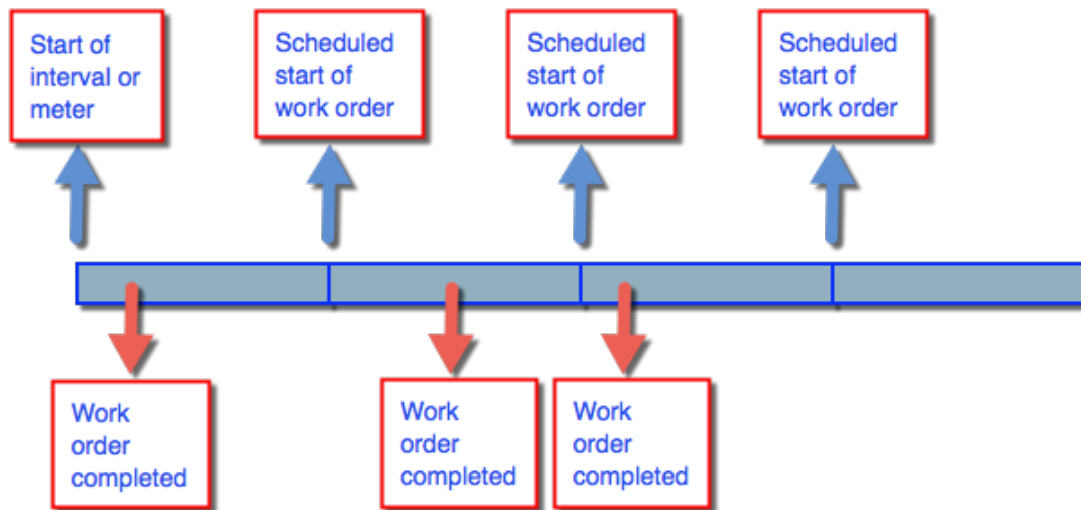 Start of
interval or
meter
Scheduled
start of
work order
Scheduled
start of
work order
Scheduled
start of
work order
Work
order
completed
Work
order
completed
Work
order
completed